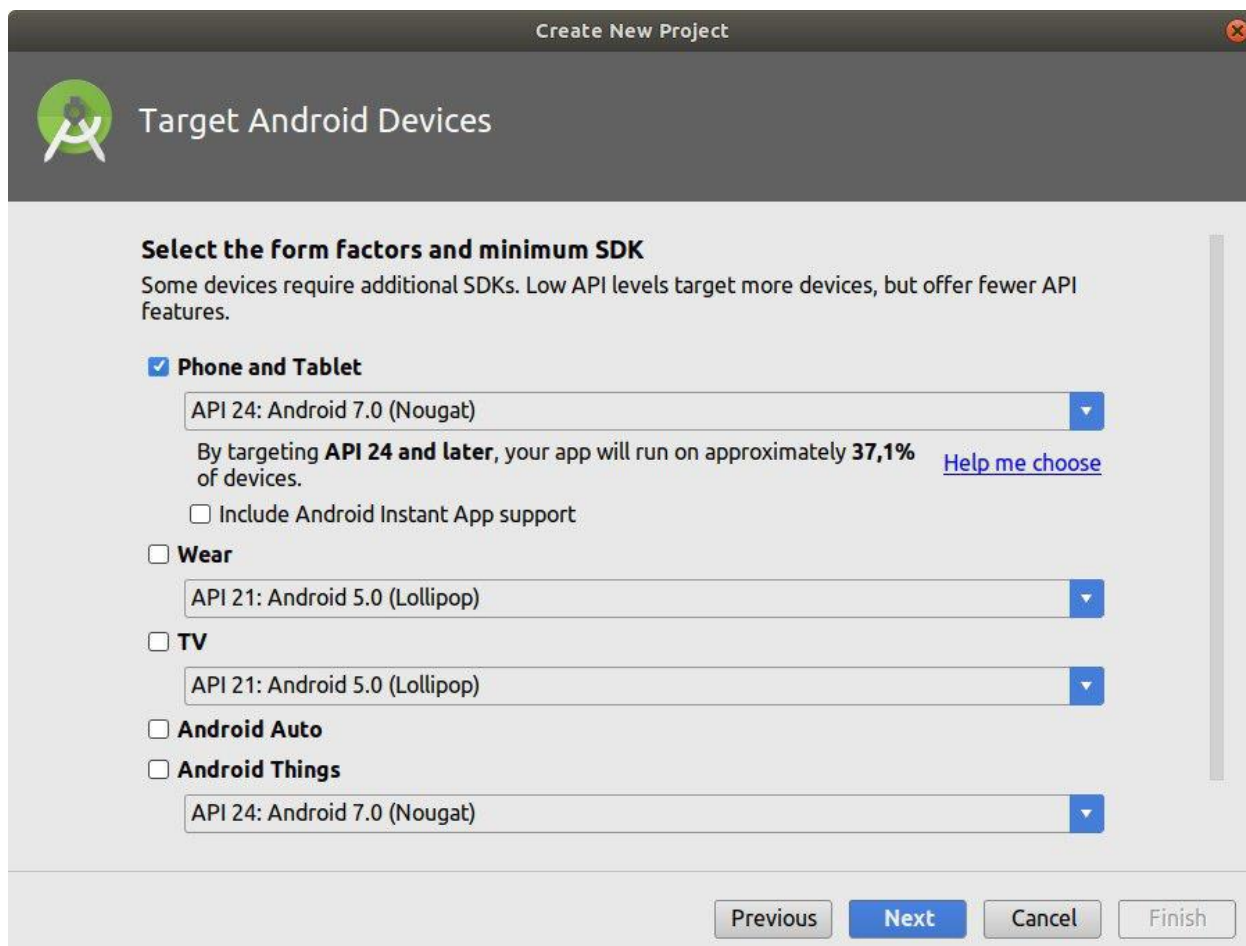 Create New Project
Target Android Devices
Select the form factors and minimum SDK
Some devices require additional SDKs. Low API levels target more devices, but offer fewer API
features.
Phone and Tablet
API 24: Android 7.0 (Nougat)
By targeting API 24 and later, your app will run on approximately 37,1%
of devices.
Help me choose
Include Android Instant App support
Wear
API 21: Android 5.0 (Lollipop)
TV
API 21: Android 5.0 (Lollipop)
Android Auto
Android Things
API 24: Android 7.0 (Nougat)
Previous
Next
Cancel
Finish